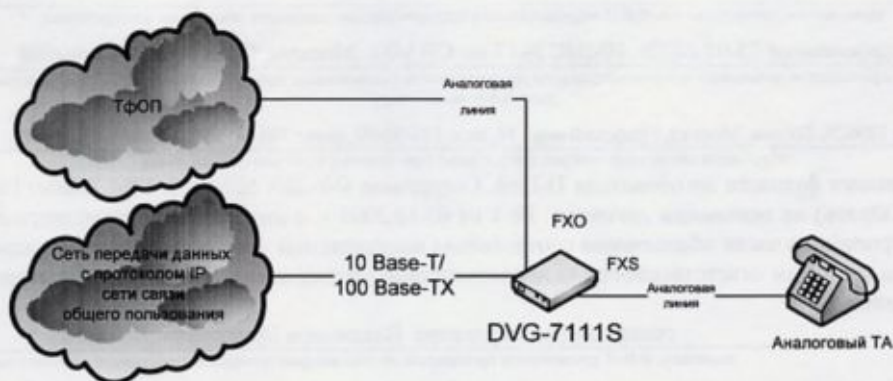 ТфОП
Аналоговая
линия
Сеть передачи данных
с протоколом IP
сети связи
общего пользования
10 Base-T/
100 Base-TX
FXO
FXS
DVG-7111S
Аналоговая
линия
Аналоговый ТА